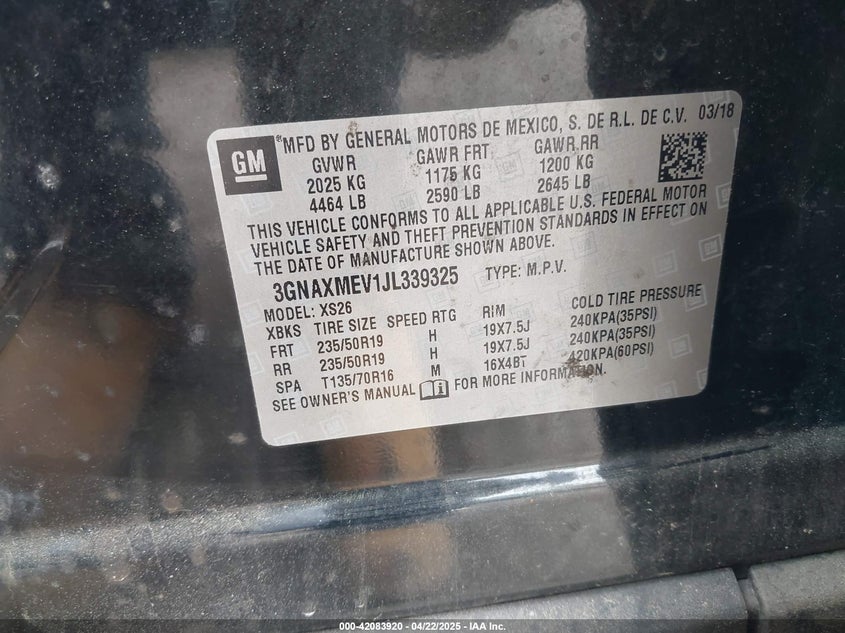 GM
*MFD BY GENERAL MOTORS DE MEXICO, S. DE R.L. DE C.V. 03/18
GVWR GAWR FRT. GAWR RR
2025 KG 1175 KG 1200 KG
4464 LB 2590 LB 2645 LB
THIS VEHICLE CONFORMS TO ALL APPLICABLE U.S. FEDERAL MOTOR
VEHICLE SAFETY AND THEFT PREVENTION STANDARDS IN EFFECT ON
THE DATE OF MANUFACTURE SHOWN ABOVE.
3GNAXMEV1JL339325 TYPE: M.P.V.
MODEL: XS26
XBKS TIRE SIZE SPEED RTG RIM COLD TIRE PRESSURE
FRT 235/50R19 H 19X7.5J 240KPA(35PSI)
RR 235/50R19 H 19X7.5J 240KPA(35PSI)
SPA T135/70R16 M 16X4BT 420KPA(60PSI)
SEE OWNER'S MANUAL FOR MORE INFORMATION.
000-42083920 - 04/22/2025 - IAA Inc.